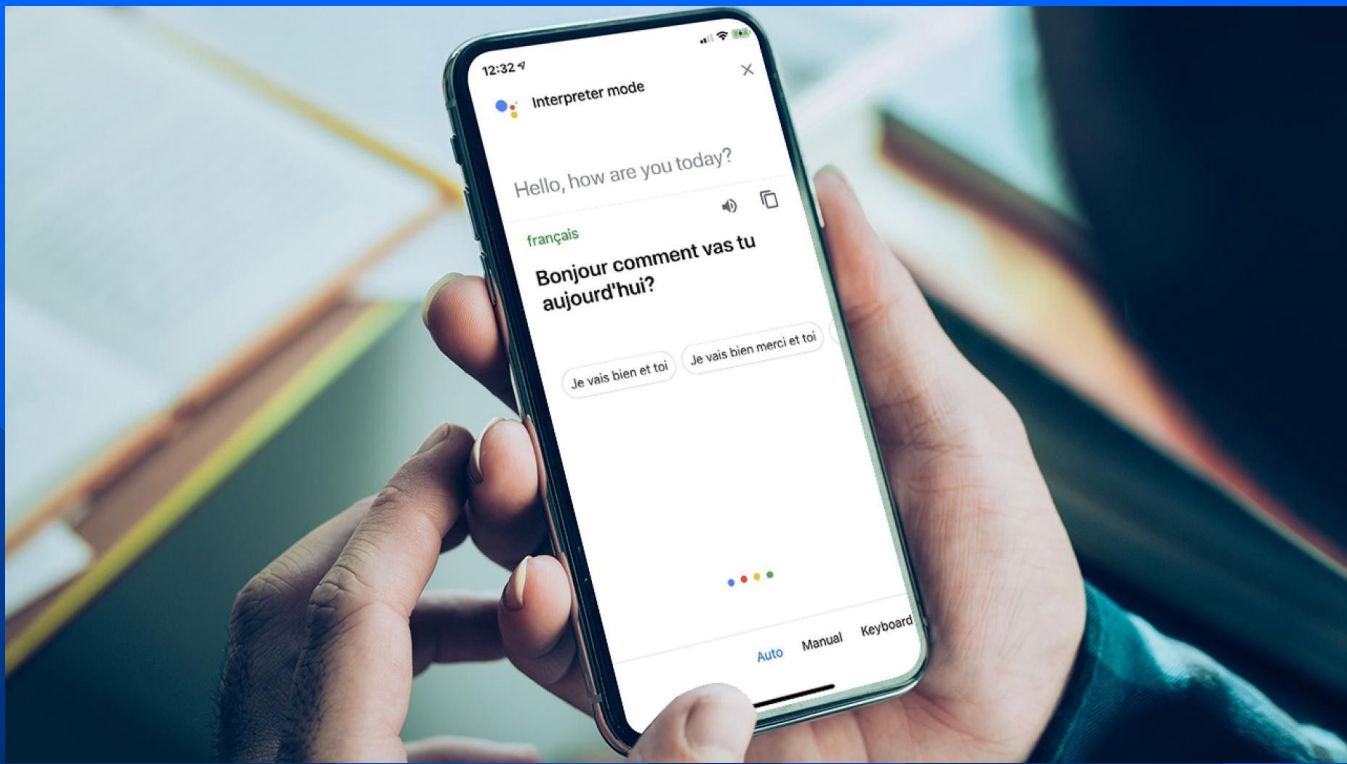 12:32
Interpreter mode
Hello, how are you today?
français
Bonjour comment vas tu
aujourd'hui?
Je vais bien et toi
Je vais bien merci et toi
Auto
Manual
Keyboard